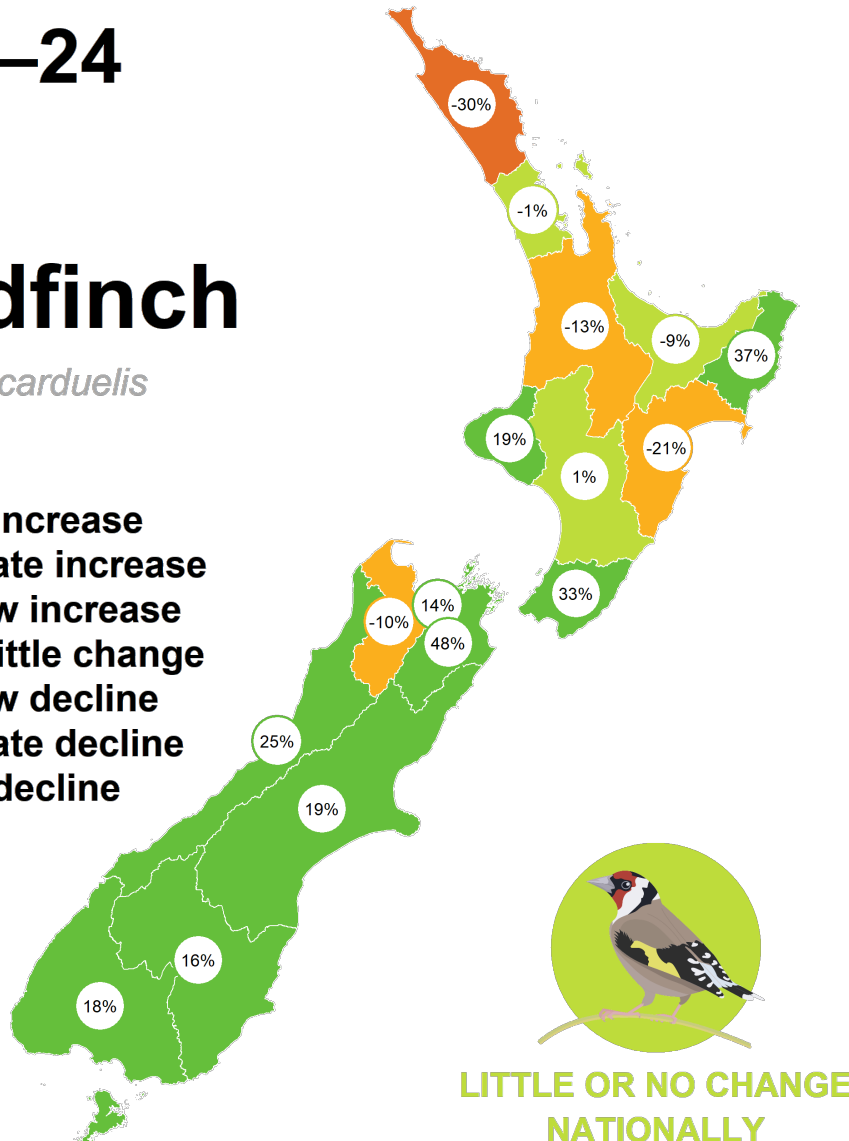 –24
dfinch
carduelis
increase
ate increase
w increase
ittle change
w decline
ate decline
decline
-30%
-1%
-13%
-9%
37%
19%
-21%
1%
33%
14%
-10%
48%
25%
19%
16%
18%
LITTLE OR NO CHANGE
NATIONALLY